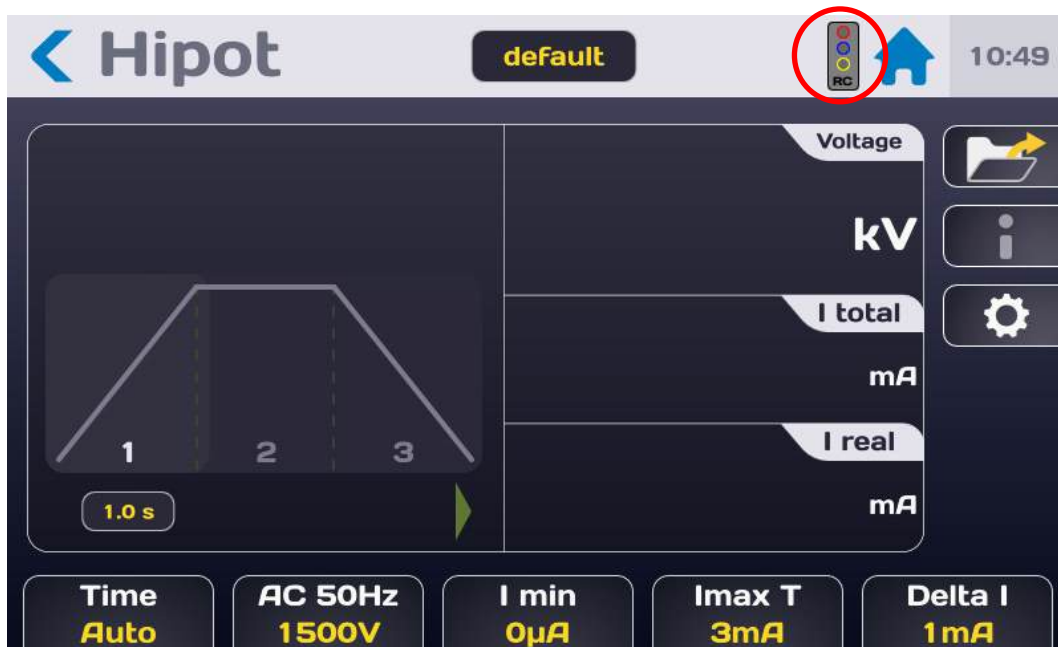 Hipot
default
RC
10:49
Voltage
kV
I total
mA
I real
mA
1
2
3
1.0 s
Time
Auto
AC 50Hz
1500V
I min
0µA
Imax T
3mA
Delta I
1mA